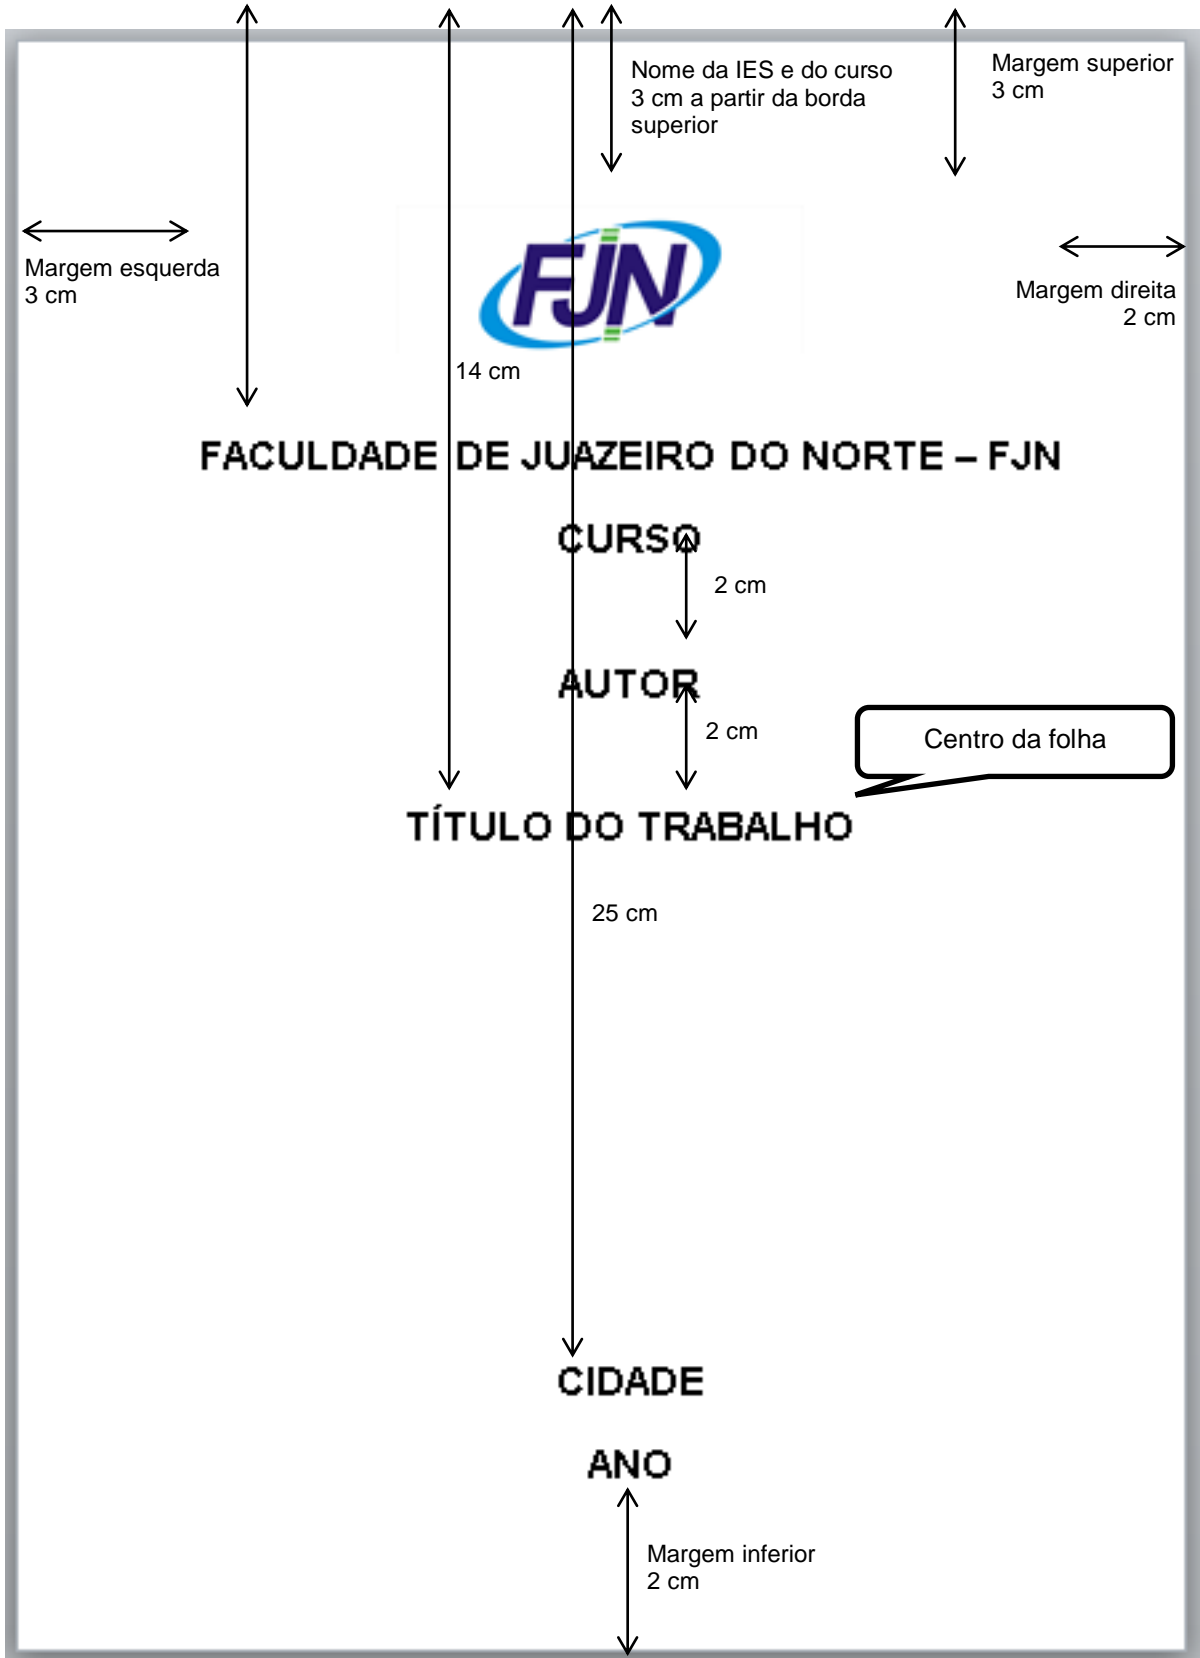 Nome da IES e do curso
3 cm a partir da borda
superior
Margem superior
3 cm
Margem esquerda
3 cm
FJN
Margem direita
2 cm
14 cm
FACULDADE DE JUAZEIRO DO NORTE – FJN
CURSO
2 cm
AUTOR
2 cm
Centro da folha
TÍTULO DO TRABALHO
25 cm
CIDADE
ANO
Margem inferior
2 cm